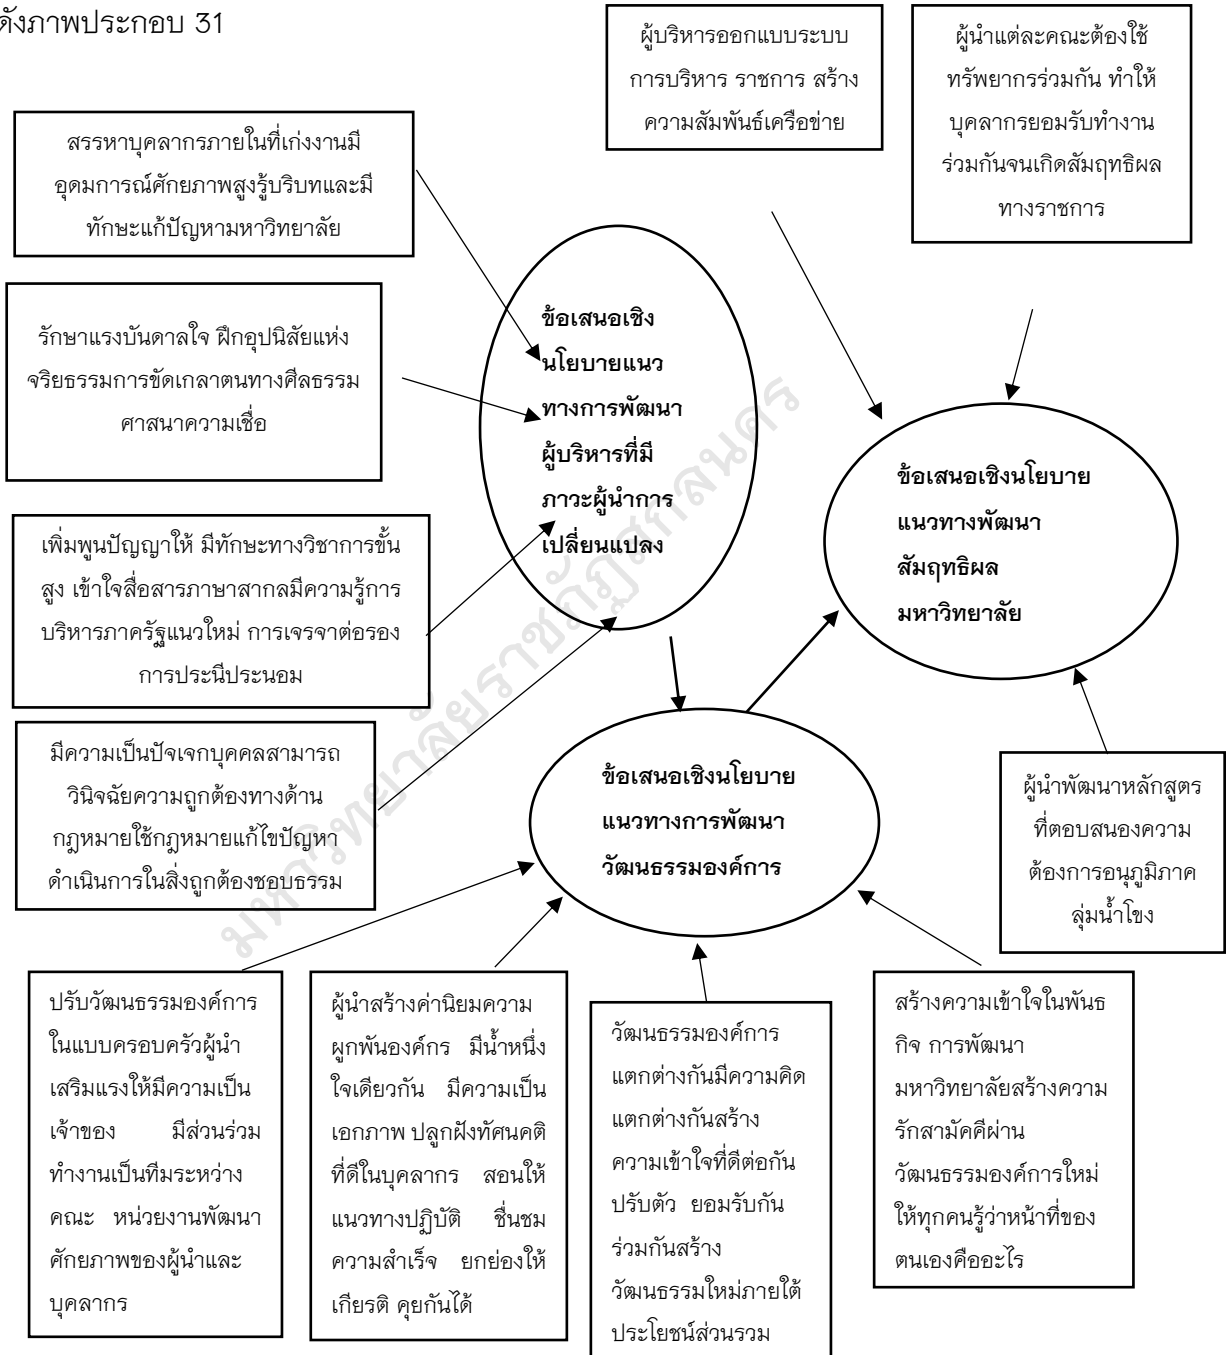 ดังภาพประกอบ 31
ผู้บริหารออกแบบระบบ
การบริหาร ราชการ สร้าง
ความสัมพันธ์เครือข่าย
ผู้นำแต่ละคณะต้องใช้
ทรัพยากรร่วมกัน ทำให้
บุคลากรยอมรับทำงาน
ร่วมกันจนเกิดสัมฤทธิผล
ทางราชการ
สรรหาบุคลากรภายในที่เก่งงานมี
อุดมการณ์ศักยภาพสูงรู้บริบทและมี
ทักษะแก้ปัญหามหาวิทยาลัย
รักษาแรงบันดาลใจ ฝึกอุปนิสัยแห่ง
จริยธรรมการขัดเกลาตนทางศีลธรรม
ศาสนาความเชื่อ
ข้อเสนอเชิง
นโยบายแนว
ทางการพัฒนา
ผู้บริหารที่มี
ภาวะผู้นำการ
เปลี่ยนแปลง
ข้อเสนอเชิงนโยบาย
แนวทางพัฒนา
สัมฤทธิผล
มหาวิทยาลัย
เพิ่มพูนปัญญาให้ มีทักษะทางวิชาการขั้น
สูง เข้าใจสื่อสารภาษาสากลมีความรู้การ
บริหารภาครัฐแนวใหม่ การเจรจาต่อรอง
การประนีประนอม
มีความเป็นปัจเจกบุคคลสามารถ
วินิจฉัยความถูกต้องทางด้าน
กฎหมายใช้กฎหมายแก้ไขปัญหา
ดำเนินการในสิ่งถูกต้องชอบธรรม
ข้อเสนอเชิงนโยบาย
แนวทางการพัฒนา
วัฒนธรรมองค์การ
ผู้นำพัฒนาหลักสูตร
ที่ตอบสนองความ
ต้องการอนุภูมิภาค
ลุ่มน้ำโขง
ปรับวัฒนธรรมองค์การ
ในแบบครอบครัวผู้นำ
เสริมแรงให้มีความเป็น
เจ้าของ มีส่วนร่วม
ทำงานเป็นทีมระหว่าง
คณะ หน่วยงานพัฒนา
ศักยภาพของผู้นำและ
บุคลากร
ผู้นำสร้างค่านิยมความ
ผูกพันองค์กร มีน้ำหนึ่ง
ใจเดียวกัน มีความเป็น
เอกภาพ ปลูกฝังทัศนคติ
ที่ดีในบุคลากร สอนให้
แนวทางปฏิบัติ ชื่นชม
ความสำเร็จ ยกย่องให้
เกียรติ คุยกันได้
วัฒนธรรมองค์การ
แตกต่างกันมีความคิด
แตกต่างกันสร้าง
ความเข้าใจที่ดีต่อกัน
ปรับตัว ยอมรับกัน
ร่วมกันสร้าง
วัฒนธรรมใหม่ภายใต้
ประโยชน์ส่วนรวม
สร้างความเข้าใจในพันธ
กิจ การพัฒนา
มหาวิทยาลัยสร้างความ
รักสามัคคีผ่าน
วัฒนธรรมองค์การใหม่
ให้ทุกคนรู้ว่าหน้าที่ของ
ตนเองคืออะไร
มหาวิทยาลัยราชภัฏสกลนคร